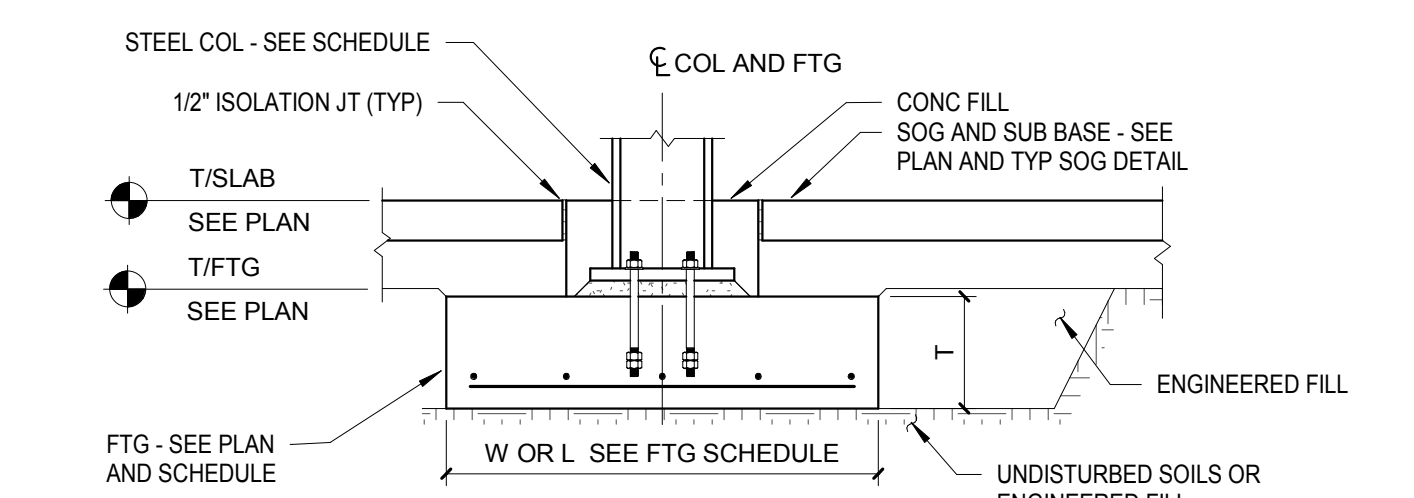 STEEL COL - SEE SCHEDULE
℄ COL AND FTG
1/2" ISOLATION JT (TYP)
CONC FILL
SOG AND SUB BASE - SEE
PLAN AND TYP SOG DETAIL
T/SLAB
SEE PLAN
T/FTG
SEE PLAN
T
ENGINEERED FILL
FTG - SEE PLAN
AND SCHEDULE
W OR L SEE FTG SCHEDULE
UNDISTURBED SOILS OR
ENGINEERED FILL